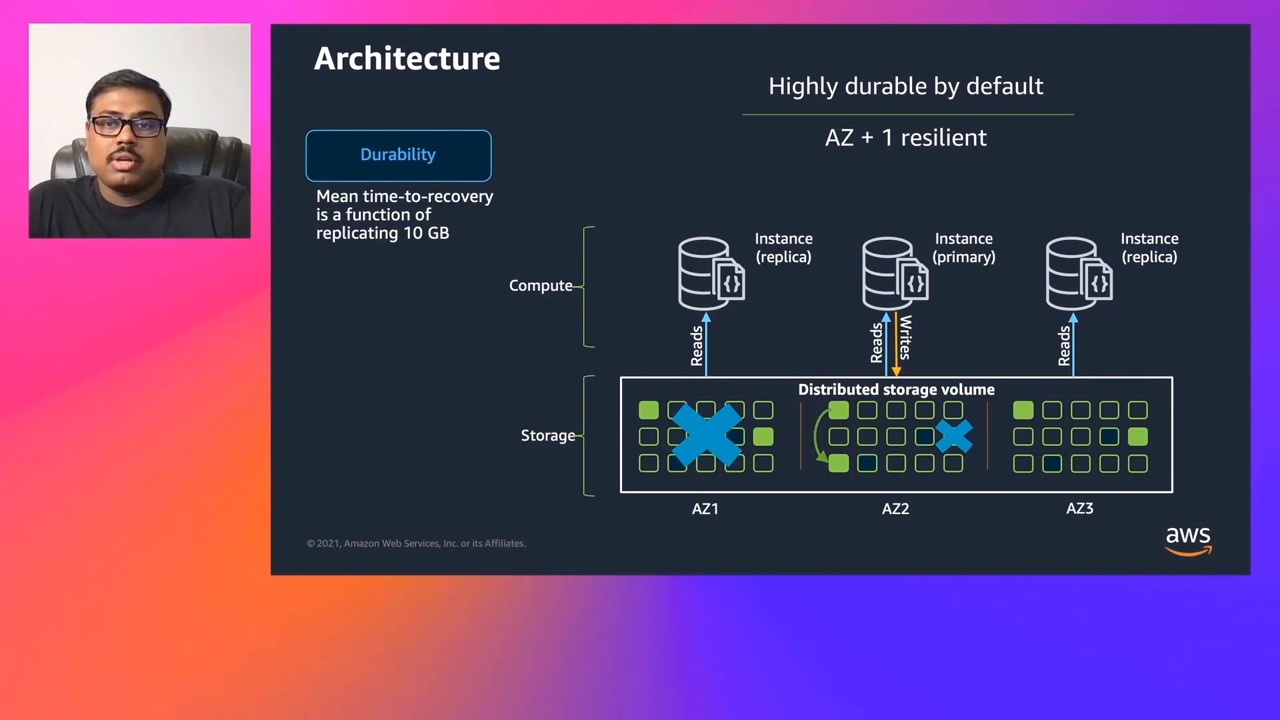 Architecture
Highly durable by default
AZ + 1 resilient
Durability
Mean time-to-recovery
is a function of
replicating 10 GB
Compute
Instance
(replica)
Instance
(primary)
Instance
(replica)
Reads
Reads
Writes
Reads
Storage
Distributed storage volume
AZ1
AZ2
AZ3
© 2021, Amazon Web Services, Inc. or its Affiliates.
aws